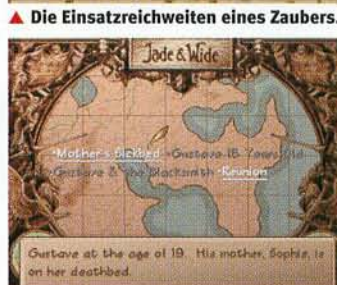 ▲ Die Einsatzreichweiten eines Zaubers.
Jade & Wide
·Mother's Sickbed ·Gustave 15 Years Old
·Gustave & the Blacksmith ·Reunion
Gustave at the age of 19. His mother, Sophie, is
on her deathbed.